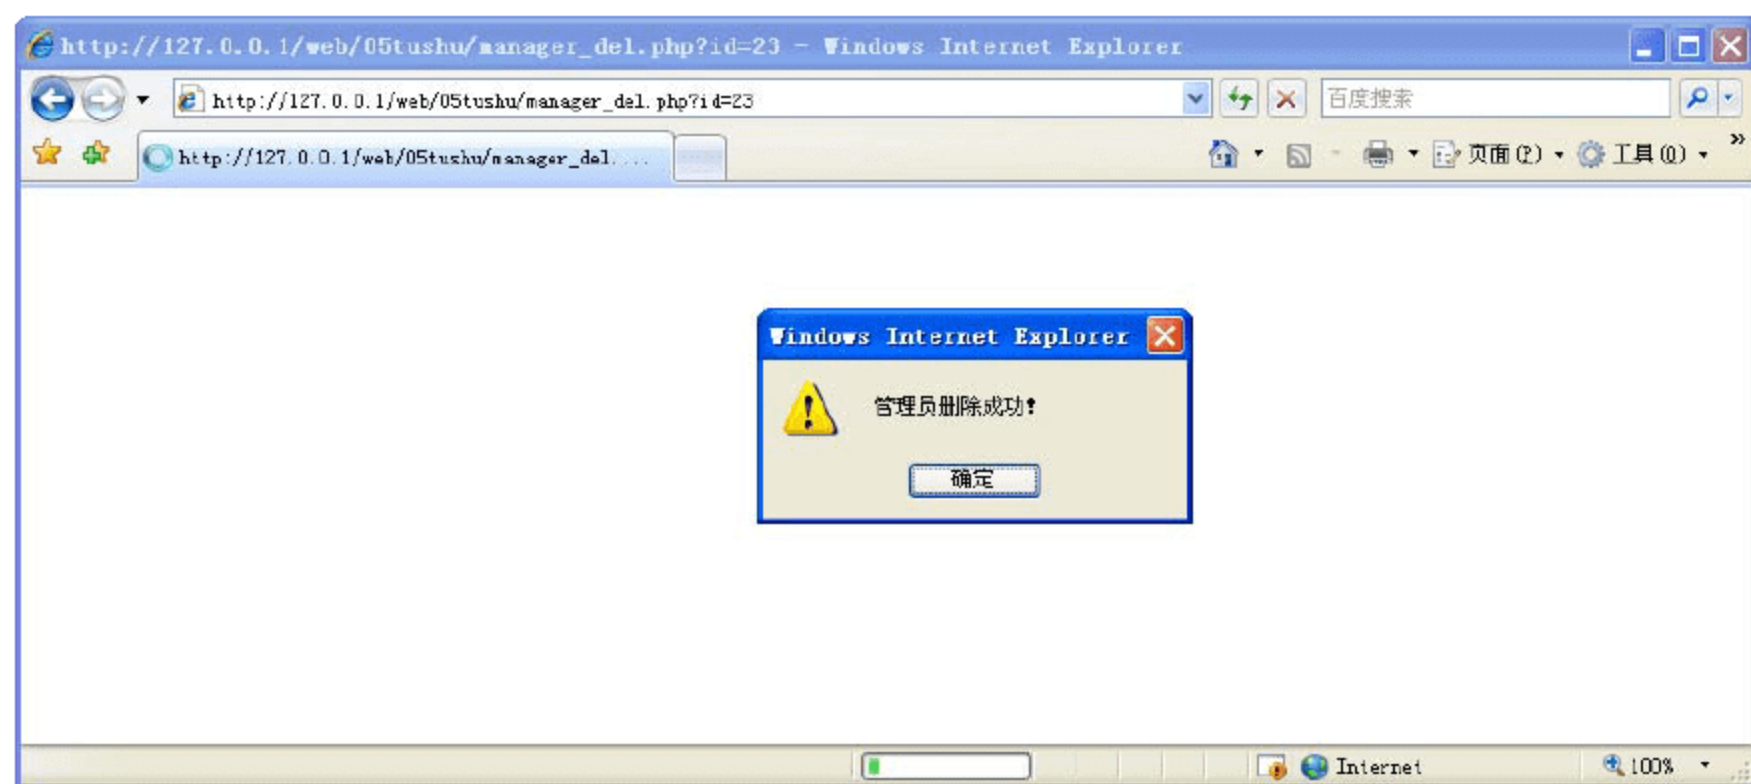 http://127.0.0.1/web/05tushu/manager_del.php?id=23 - Windows Internet Explorer
http://127.0.0.1/web/05tushu/manager_del.php?id=23
百度搜索
http://127.0.0.1/web/05tushu/manager_del....
页面(P)
工具(O)
»
Windows Internet Explorer
管理员删除成功!
确定
Internet
100%